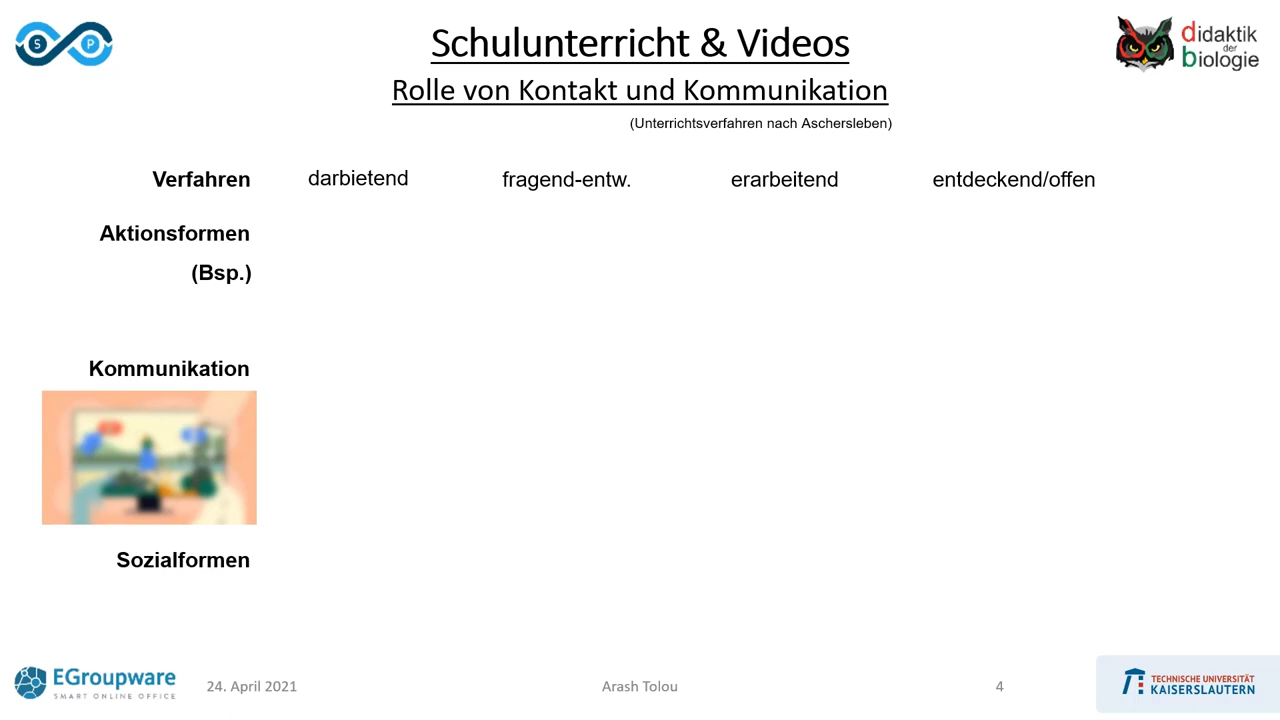 S P
Schulunterricht & Videos
didaktik
der
biologie
Rolle von Kontakt und Kommunikation
(Unterrichtsverfahren nach Aschersleben)
Verfahren darbietend fragend-entw. erarbeitend entdeckend/offen
Aktionsformen
(Bsp.)
Kommunikation
Sozialformen
EGroupware
SMART ONLINE OFFICE
24. April 2021
Arash Tolou
4
TECHNISCHE UNIVERSITÄT
KAISERSLAUTERN